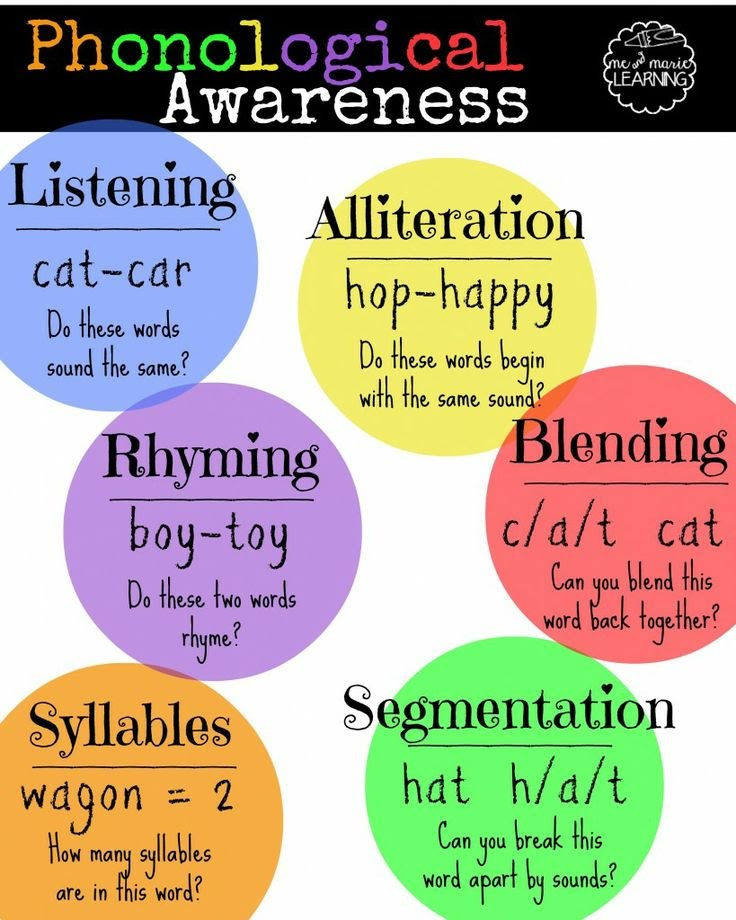 Phonological
Awareness
me and marie
LEARNING
Listening
cat-car
Do these words
sound the same?
Alliteration
hop-happy
Do these words begin
with the same sound?
Rhyming
boy-toy
Do these two words
rhyme?
Blending
c/a/t cat
Can you blend this
word back together?
Syllables
wagon = 2
How many syllables
are in this word?
Segmentation
hat h/a/t
Can you break this
word apart by sounds?